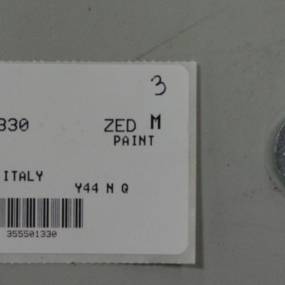 3
330 ZED M
PAINT
ITALY
Y44 N Q
355501330